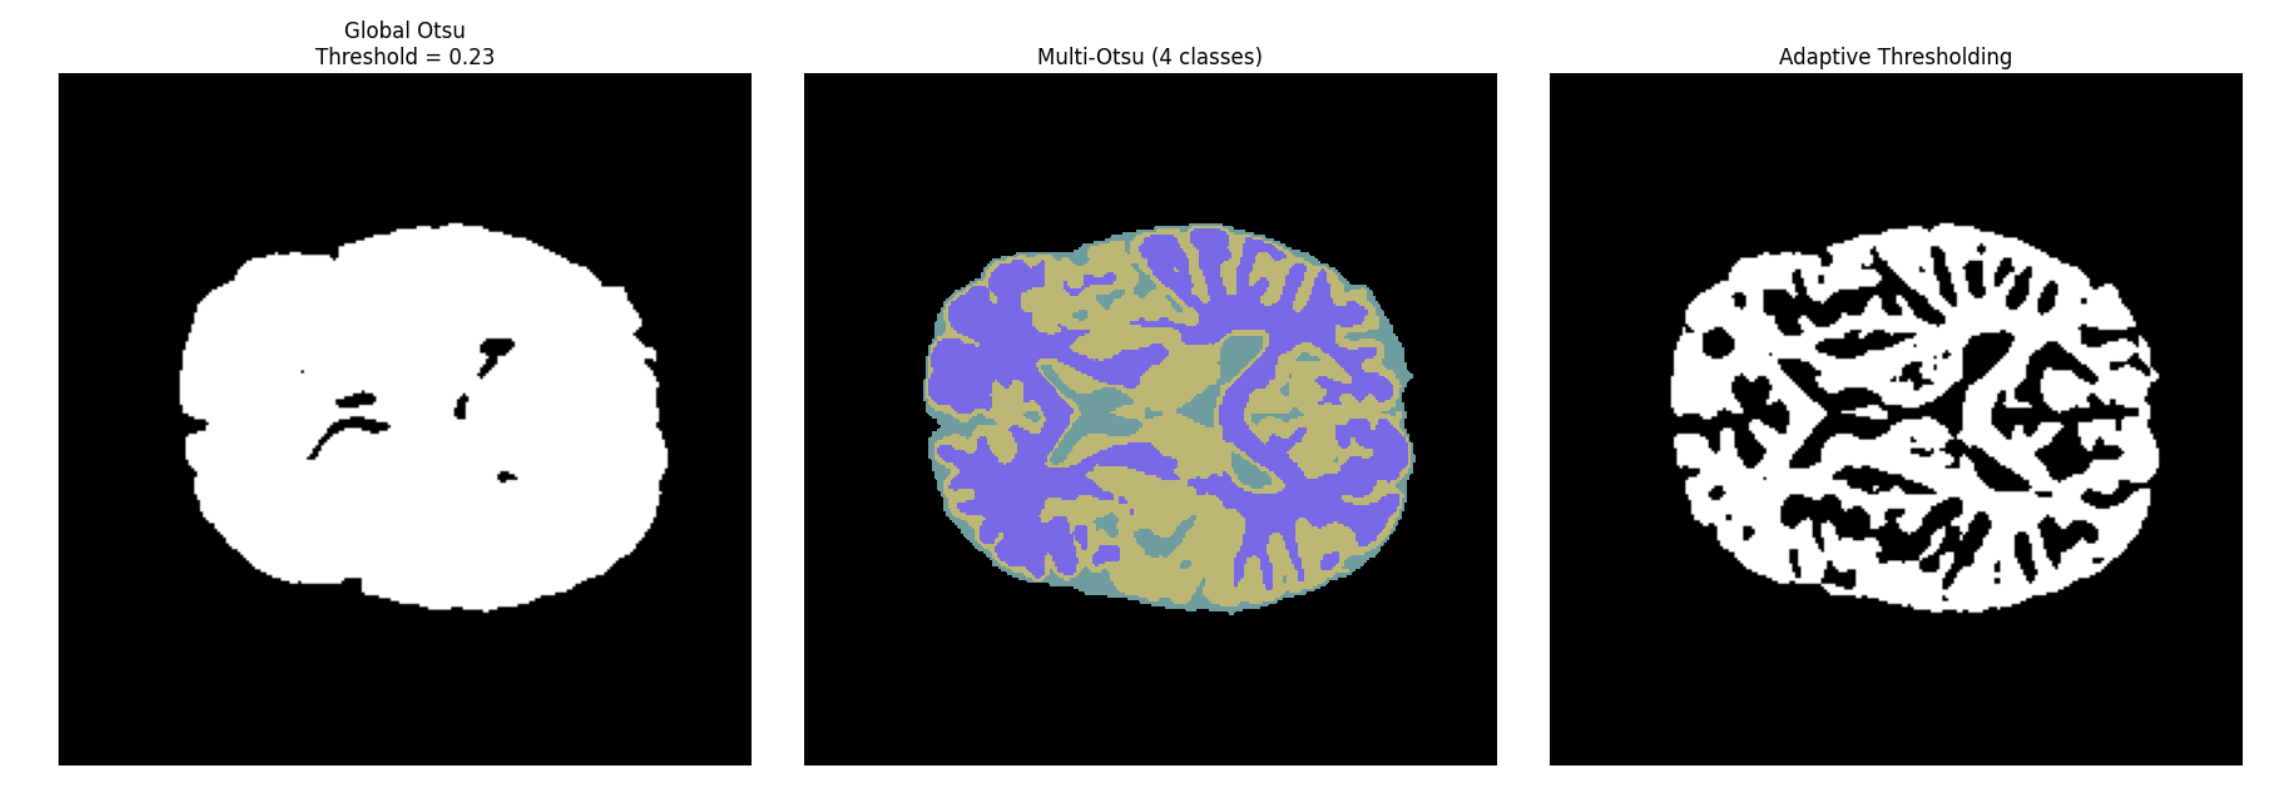 Global Otsu
Threshold = 0.23
Multi-Otsu (4 classes)
Adaptive Thresholding